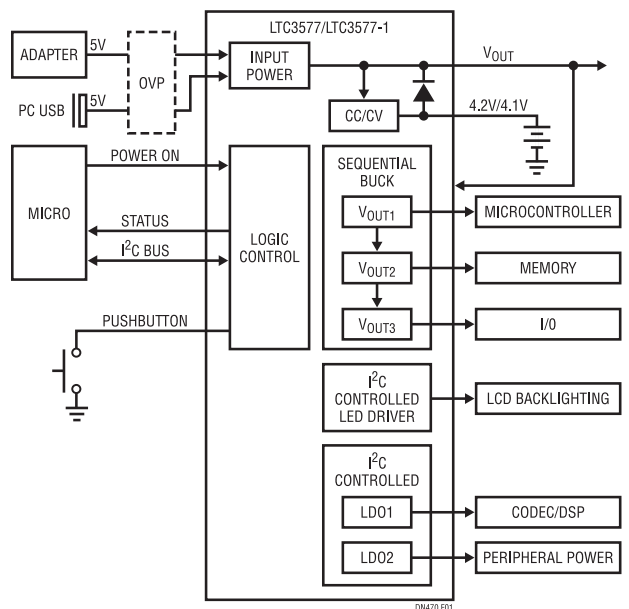 LTC3577/LTC3577-1
ADAPTER
5V
OVP
INPUT
POWER
VOUT
PC USB
5V
CC/CV
4.2V/4.1V
MICRO
POWER ON
STATUS
I2C BUS
LOGIC
CONTROL
PUSHBUTTON
SEQUENTIAL
BUCK
VOUT1
MICROCONTROLLER
VOUT2
MEMORY
VOUT3
I/O
I2C
CONTROLLED
LED DRIVER
LCD BACKLIGHTING
I2C
CONTROLLED
LDO1
CODEC/DSP
LDO2
PERIPHERAL POWER
DN470 F01